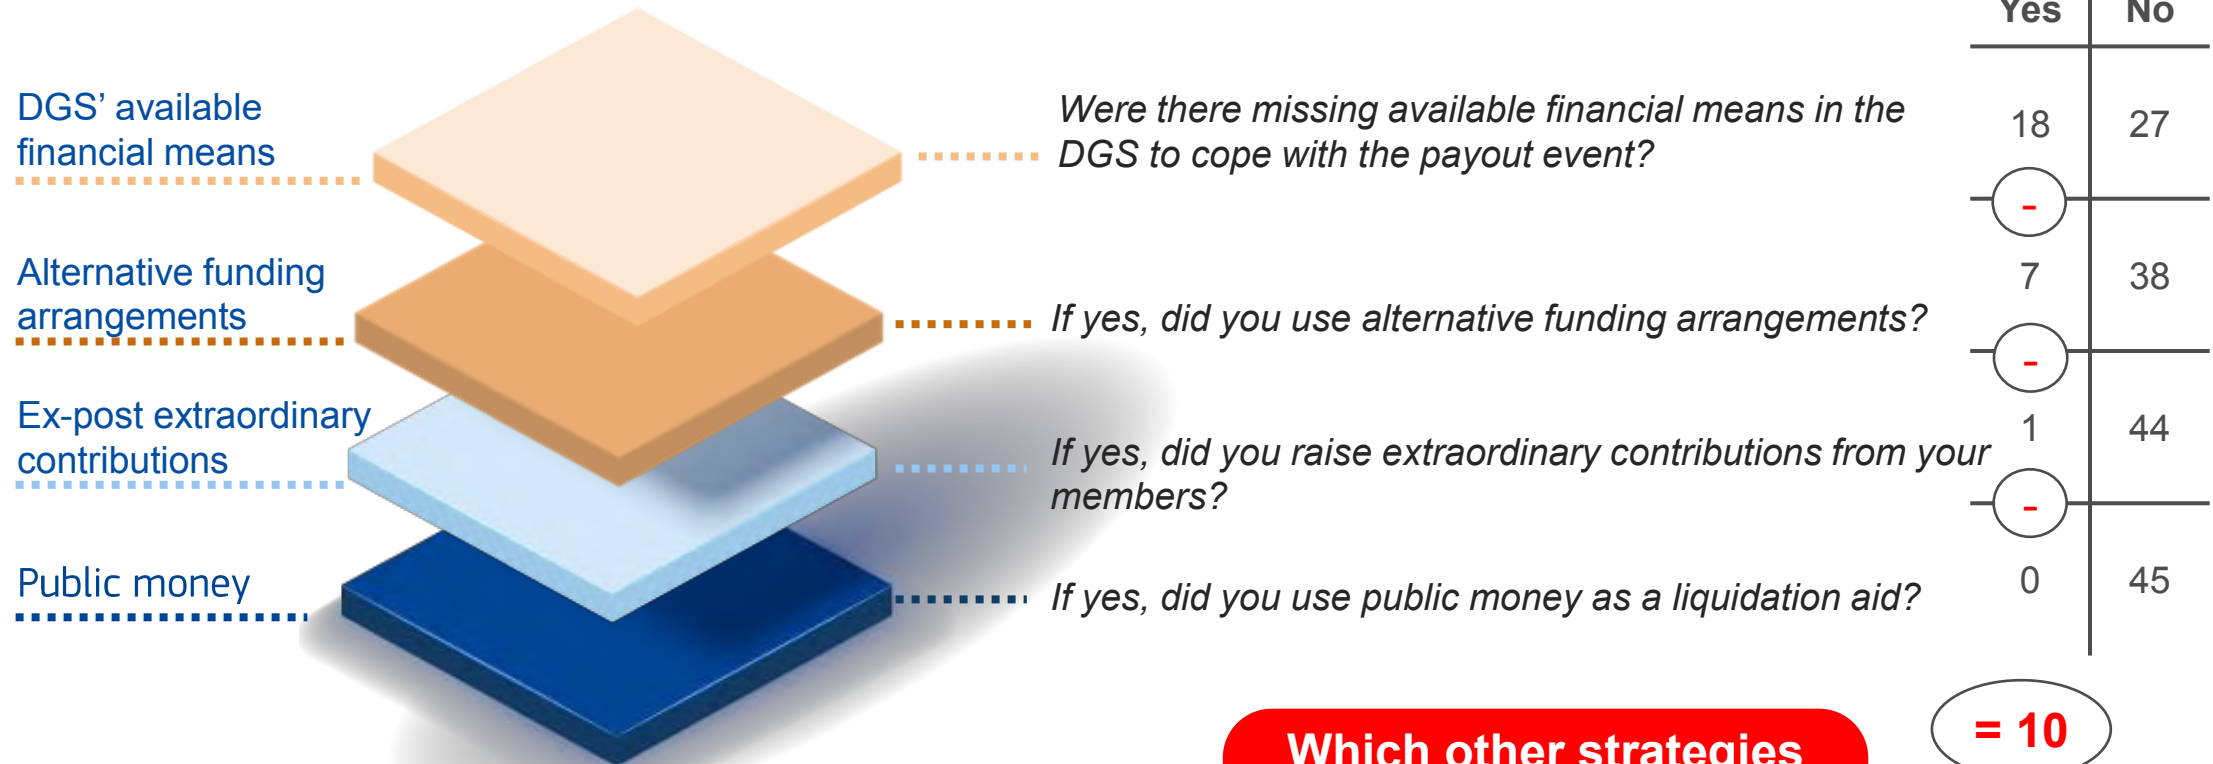 Yes No
DGS' available
financial means
Were there missing available financial means in the
DGS to cope with the payout event?
18 27
-
Alternative funding
arrangements
If yes, did you use alternative funding arrangements?
7 38
-
Ex-post extraordinary
contributions
If yes, did you raise extraordinary contributions from your
members?
1 44
-
Public money
If yes, did you use public money as a liquidation aid?
0 45
Which other strategies
= 10